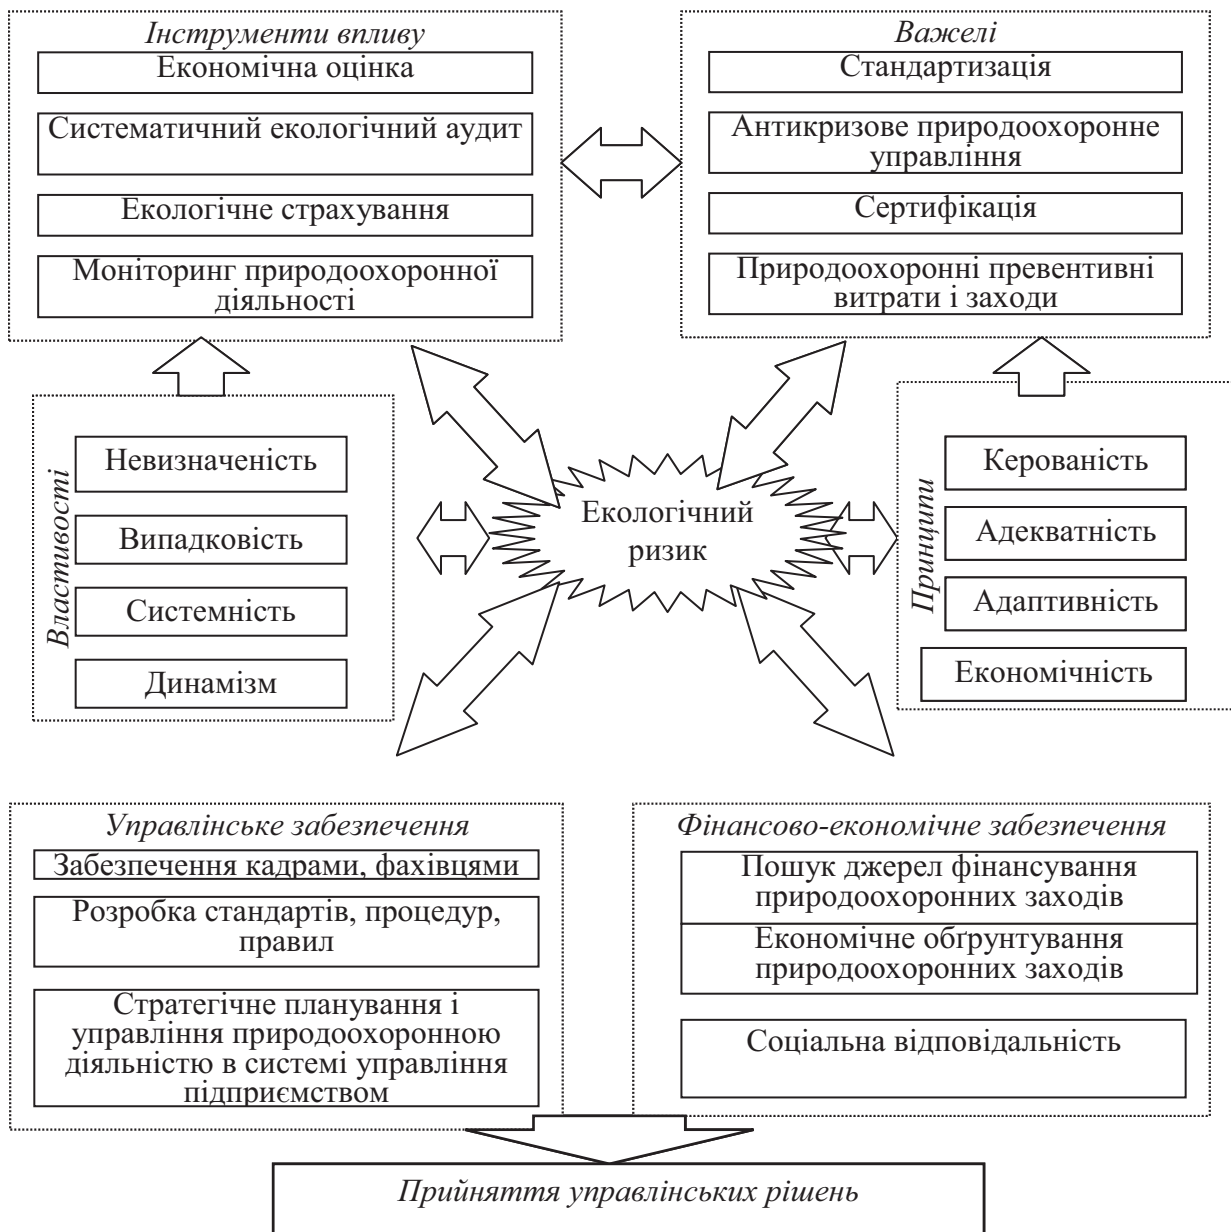 Інструменти впливу
Економічна оцінка
Систематичний екологічний аудит
Екологічне страхування
Моніторинг природоохоронної
діяльності
Важелі
Стандартизація
Антикризове природоохоронне
управління
Сертифікація
Природоохоронні превентивні
витрати і заходи
Властивості
Невизначеність
Випадковість
Системність
Динамізм
Екологічний
ризик
Принципи
Керованість
Адекватність
Адаптивність
Економічність
Управлінське забезпечення
Забезпечення кадрами, фахівцями
Розробка стандартів, процедур,
правил
Стратегічне планування і
управління природоохоронною
діяльністю в системі управління
підприємством
Фінансово-економічне забезпечення
Пошук джерел фінансування
природоохоронних заходів
Економічне обґрунтування
природоохоронних заходів
Соціальна відповідальність
Прийняття управлінських рішень